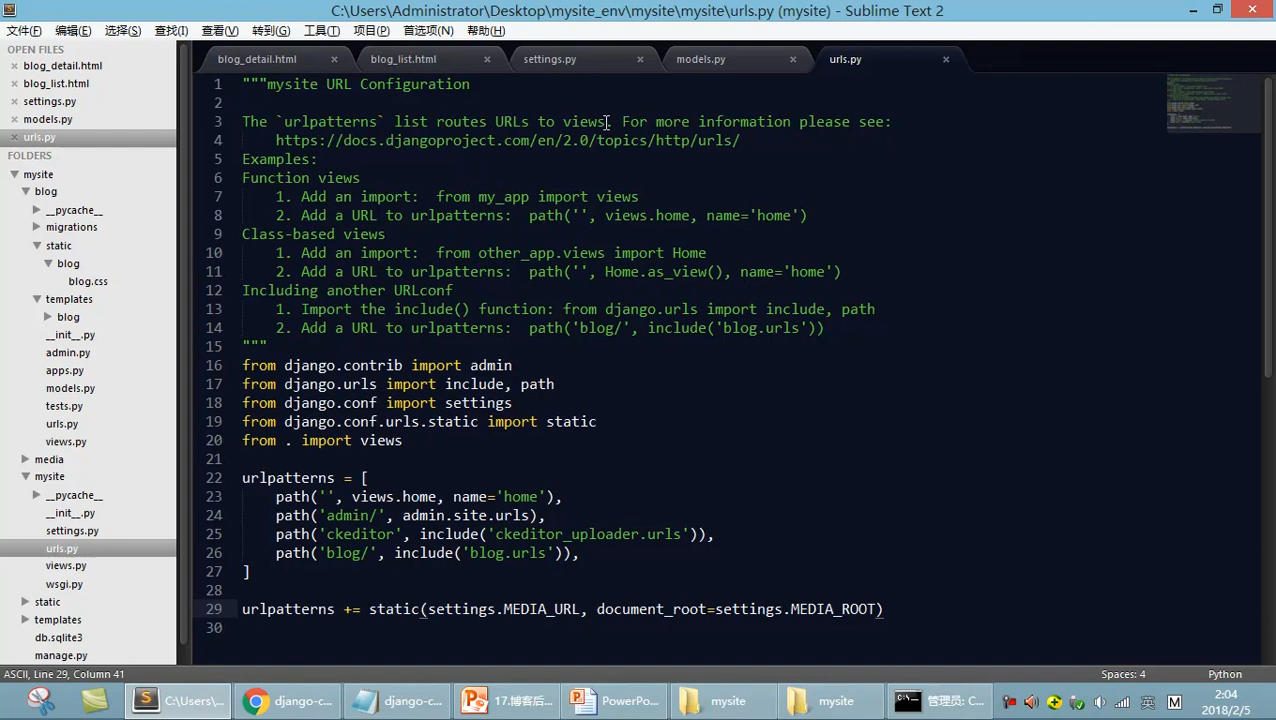 C:\Users\Administrator\Desktop\mysite_env\mysite\mysite\urls.py (mysite) - Sublime Text 2
文件(F) 编辑(E) 选择(S) 查找(I) 查看(V) 转到(G) 工具(T) 项目(P) 首选项(N) 帮助(H)
OPEN FILES
blog_detail.html
blog_list.html
settings.py
models.py
urls.py
FOLDERS
mysite
blog
__pycache__
migrations
static
blog
blog.css
templates
blog
__init__.py
admin.py
apps.py
models.py
tests.py
urls.py
views.py
media
mysite
__pycache__
__init__.py
settings.py
urls.py
views.py
wsgi.py
static
templates
db.sqlite3
manage.py
blog_detail.html × blog_list.html × settings.py × models.py × urls.py ×
1 """mysite URL Configuration
2
3 The `urlpatterns` list routes URLs to views. For more information please see:
4 https://docs.djangoproject.com/en/2.0/topics/http/urls/
5 Examples:
6 Function views
7 1. Add an import:  from my_app import views
8 2. Add a URL to urlpatterns:  path('', views.home, name='home')
9 Class-based views
10 1. Add an import:  from other_app.views import Home
11 2. Add a URL to urlpatterns:  path('', Home.as_view(), name='home')
12 Including another URLconf
13 1. Import the include() function: from django.urls import include, path
14 2. Add a URL to urlpatterns:  path('blog/', include('blog.urls'))
15 """
16 from django.contrib import admin
17 from django.urls import include, path
18 from django.conf import settings
19 from django.conf.urls.static import static
20 from . import views
21
22 urlpatterns = [
23 path('', views.home, name='home'),
24 path('admin/', admin.site.urls),
25 path('ckeditor', include('ckeditor_uploader.urls')),
26 path('blog/', include('blog.urls')),
27 ]
28
29 urlpatterns += static(settings.MEDIA_URL, document_root=settings.MEDIA_ROOT)
30
ASCII, Line 29, Column 41 Spaces: 4 Python
C:\Users\... django-c... django-c... 17.博客后... PowerPo... mysite mysite 管理员: C... 英 M
2:04
2018/2/5